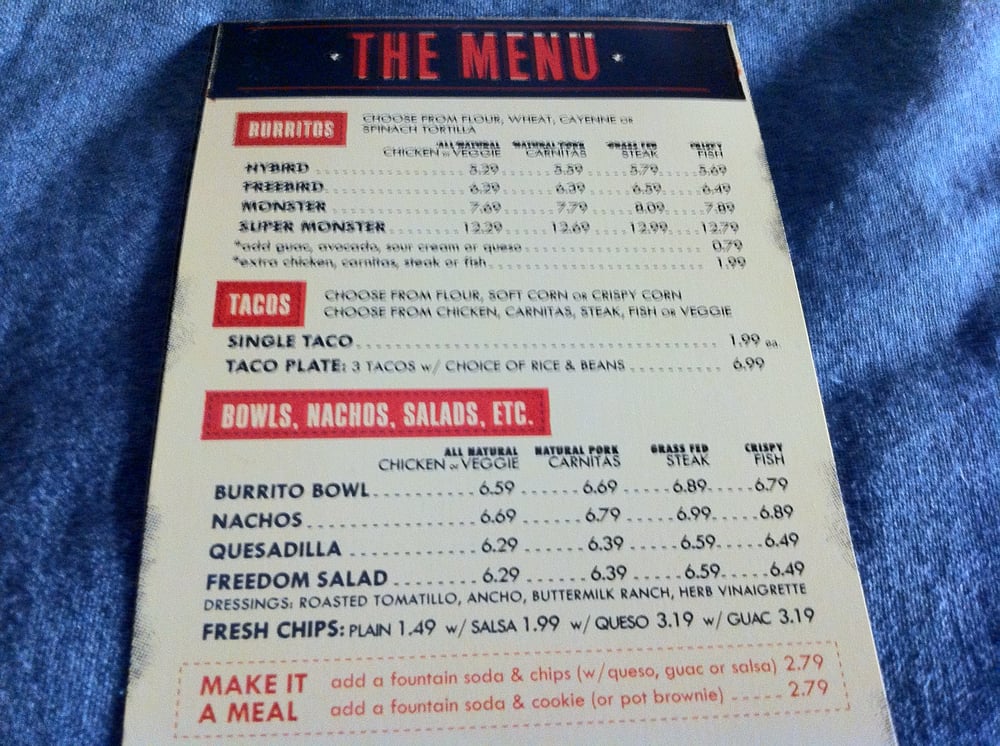 THE MENU
BURRITOS
CHOOSE FROM FLOUR, WHEAT, CAYENNE OR
SPINACH TORTILLA
ALL NATURAL NATURAL PORK GRASS FED CRISPY
CHICKEN or VEGGIE CARNITAS STEAK FISH
HYBIRD 5.29 5.59 5.79 5.69
FREEBIRD 6.29 6.39 6.59 6.49
MONSTER 7.69 7.79 8.09 7.89
SUPER MONSTER 12.29 12.69 12.99 12.79
*add guac, avocado, sour cream or queso 0.79
*extra chicken, carnitas, steak or fish 1.99
TACOS
CHOOSE FROM FLOUR, SOFT CORN OR CRISPY CORN
CHOOSE FROM CHICKEN, CARNITAS, STEAK, FISH OR VEGGIE
SINGLE TACO 1.99 ea.
TACO PLATE: 3 TACOS w/ CHOICE OF RICE & BEANS 6.99
BOWLS, NACHOS, SALADS, ETC.
ALL NATURAL NATURAL PORK GRASS FED CRISPY
CHICKEN or VEGGIE CARNITAS STEAK FISH
BURRITO BOWL 6.59 6.69 6.89 6.79
NACHOS 6.69 6.79 6.99 6.89
QUESADILLA 6.29 6.39 6.59 6.49
FREEDOM SALAD 6.29 6.39 6.59 6.49
DRESSINGS: ROASTED TOMATILLO, ANCHO, BUTTERMILK RANCH, HERB VINAIGRETTE
FRESH CHIPS: PLAIN 1.49 w/ SALSA 1.99 w/ QUESO 3.19 w/ GUAC 3.19
MAKE IT
A MEAL
add a fountain soda & chips (w/queso, guac or salsa) 2.79
add a fountain soda & cookie (or pot brownie) 2.79